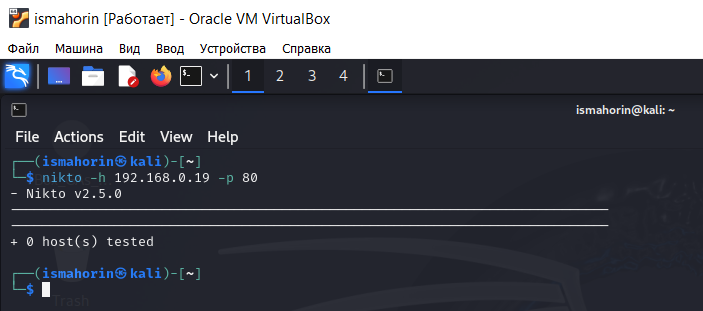 ismahorin [Работает] - Oracle VM VirtualBox
Файл Машина Вид Ввод Устройства Справка
1 2 3 4
ismahorin@kali: ~
File Actions Edit View Help
┌──(ismahorin㉿kali)-[~]
└─$ nikto -h 192.168.0.19 -p 80
- Nikto v2.5.0
---------------------------------------------------------------------------
---------------------------------------------------------------------------
+ 0 host(s) tested
┌──(ismahorin㉿kali)-[~]
└─$
Trash